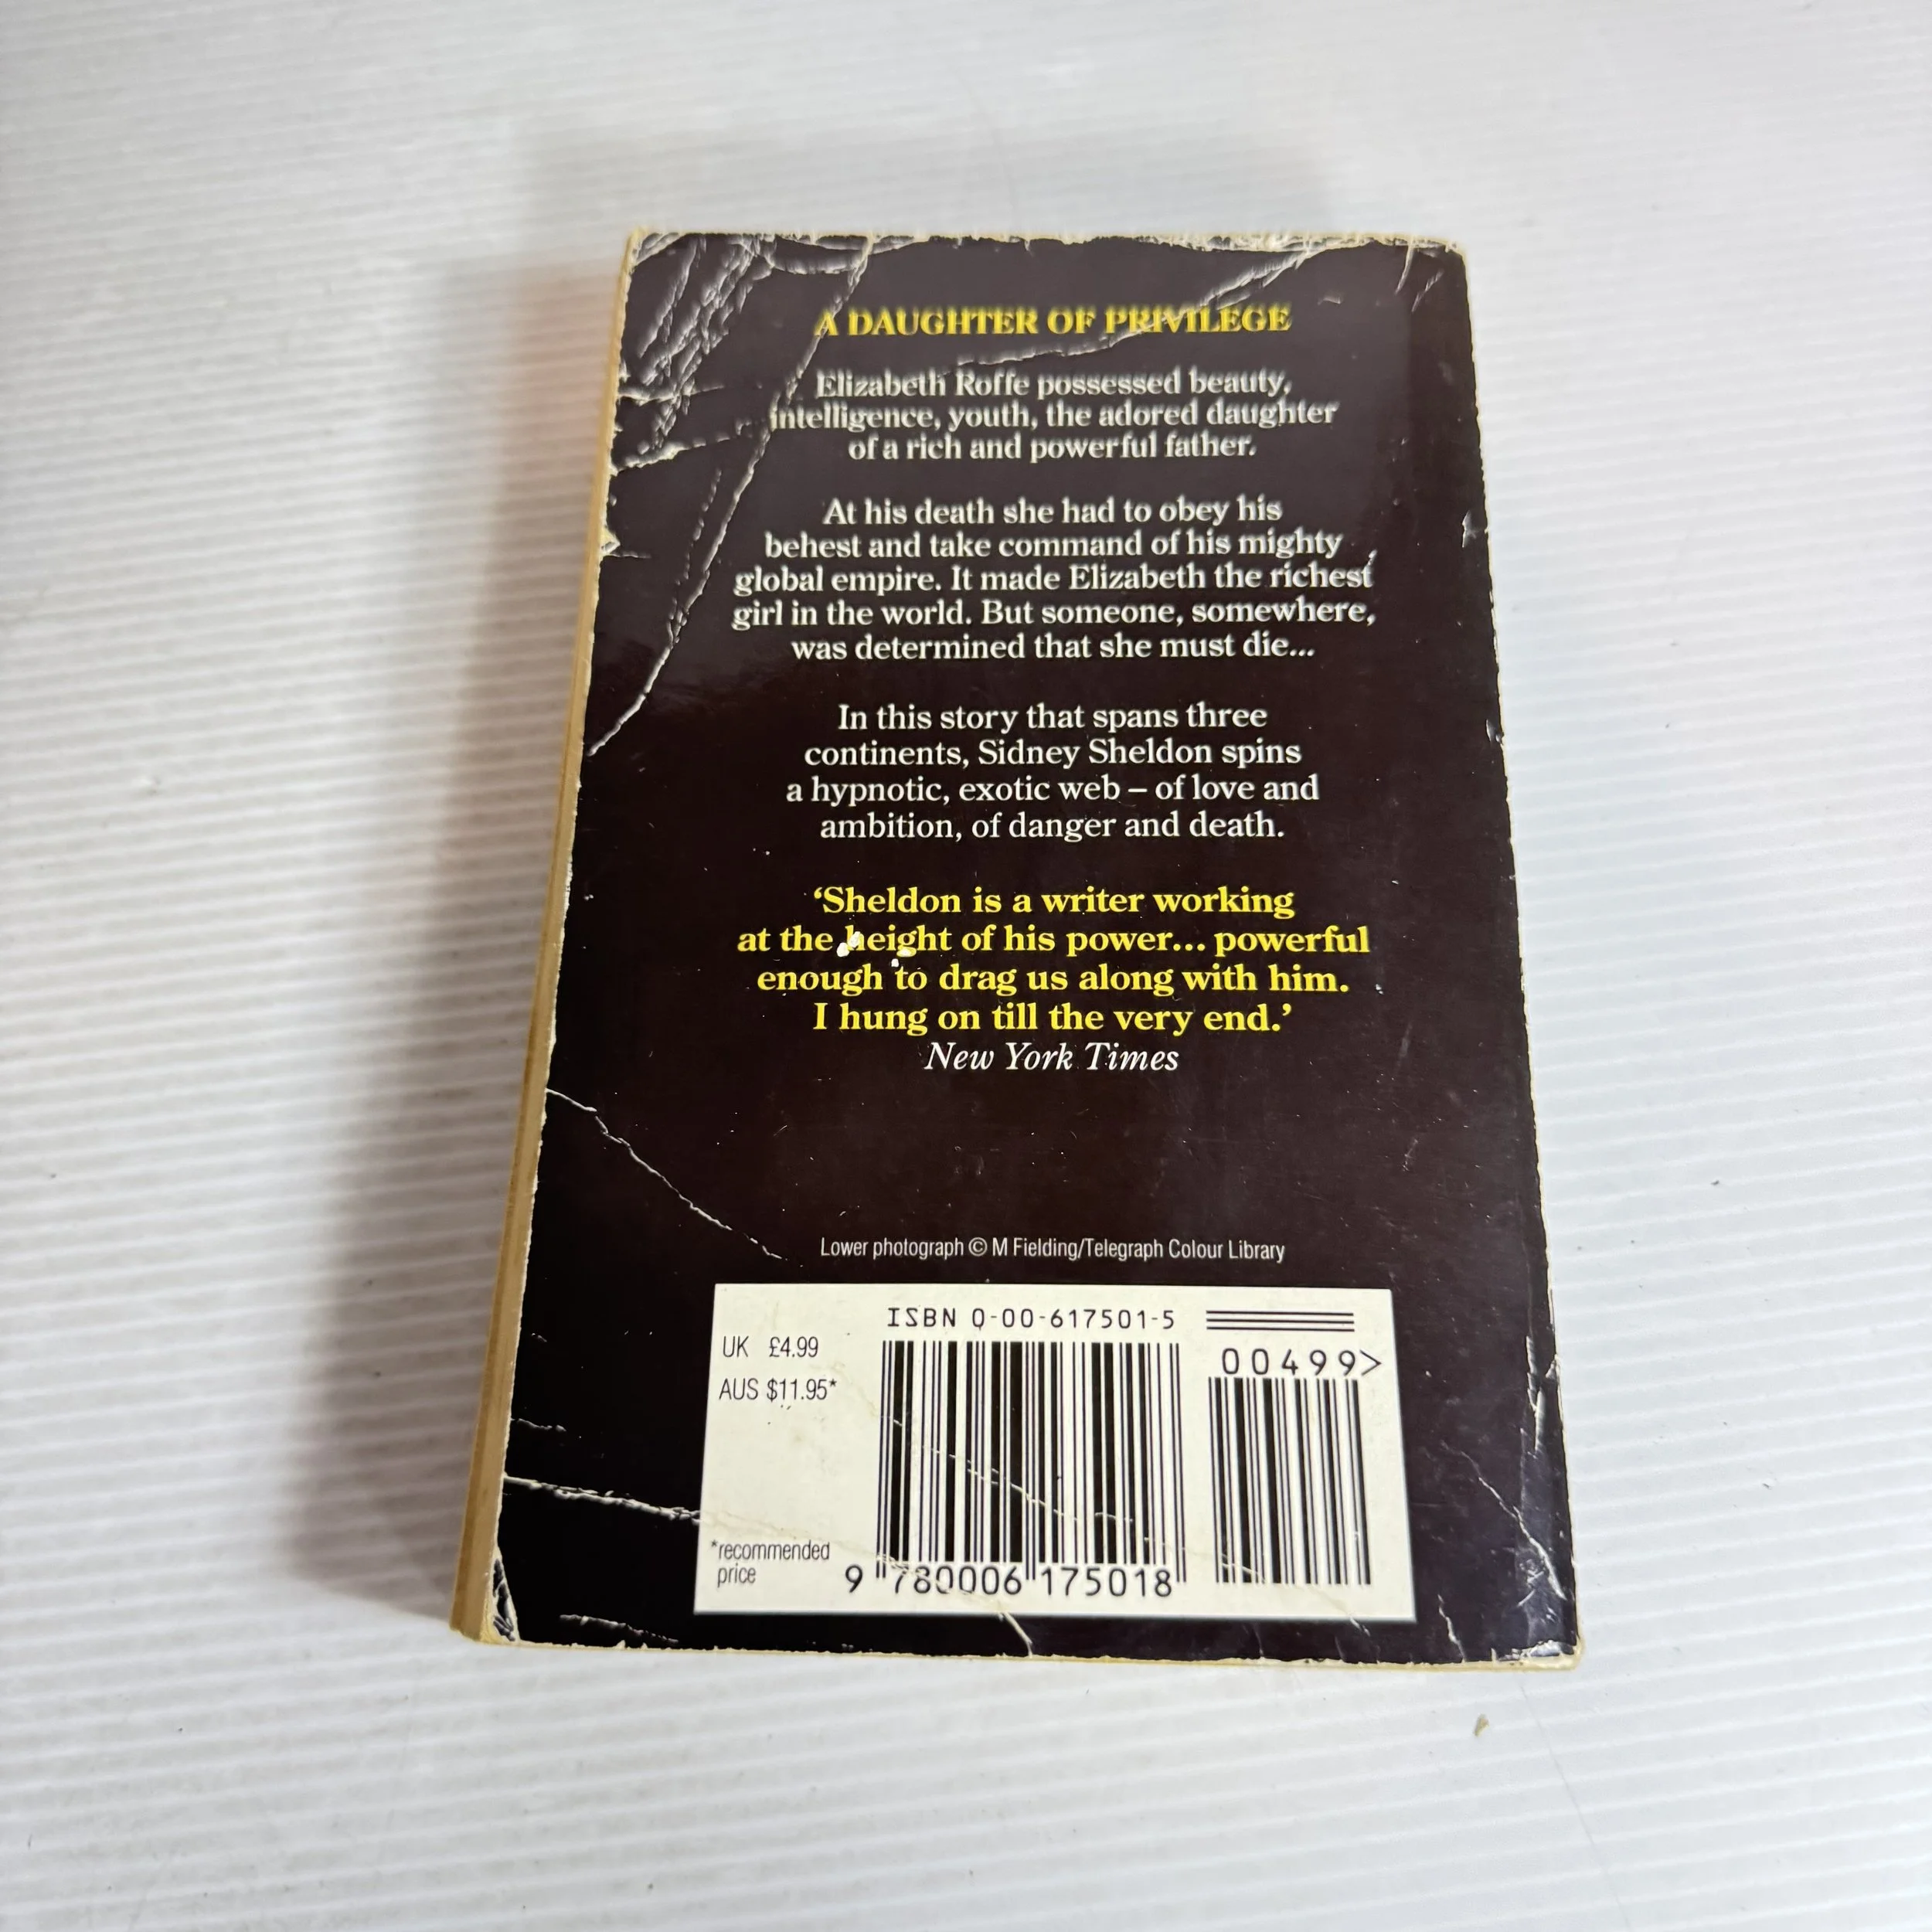 A DAUGHTER OF PRIVILEGE
Elizabeth Roffe possessed beauty,
intelligence, youth, the adored daughter
of a rich and powerful father.
At his death she had to obey his
behest and take command of his mighty
global empire. It made Elizabeth the richest
girl in the world. But someone, somewhere,
was determined that she must die...
In this story that spans three
continents, Sidney Sheldon spins
a hypnotic, exotic web – of love and
ambition, of danger and death.
‘Sheldon is a writer working
at the height of his power... powerful
enough to drag us along with him.
I hung on till the very end.’
New York Times
Lower photograph © M Fielding/Telegraph Colour Library
ISBN 0-00-617501-5
UK £4.99
AUS $11.95*
00499>
*recommended
price
9 780006 175018